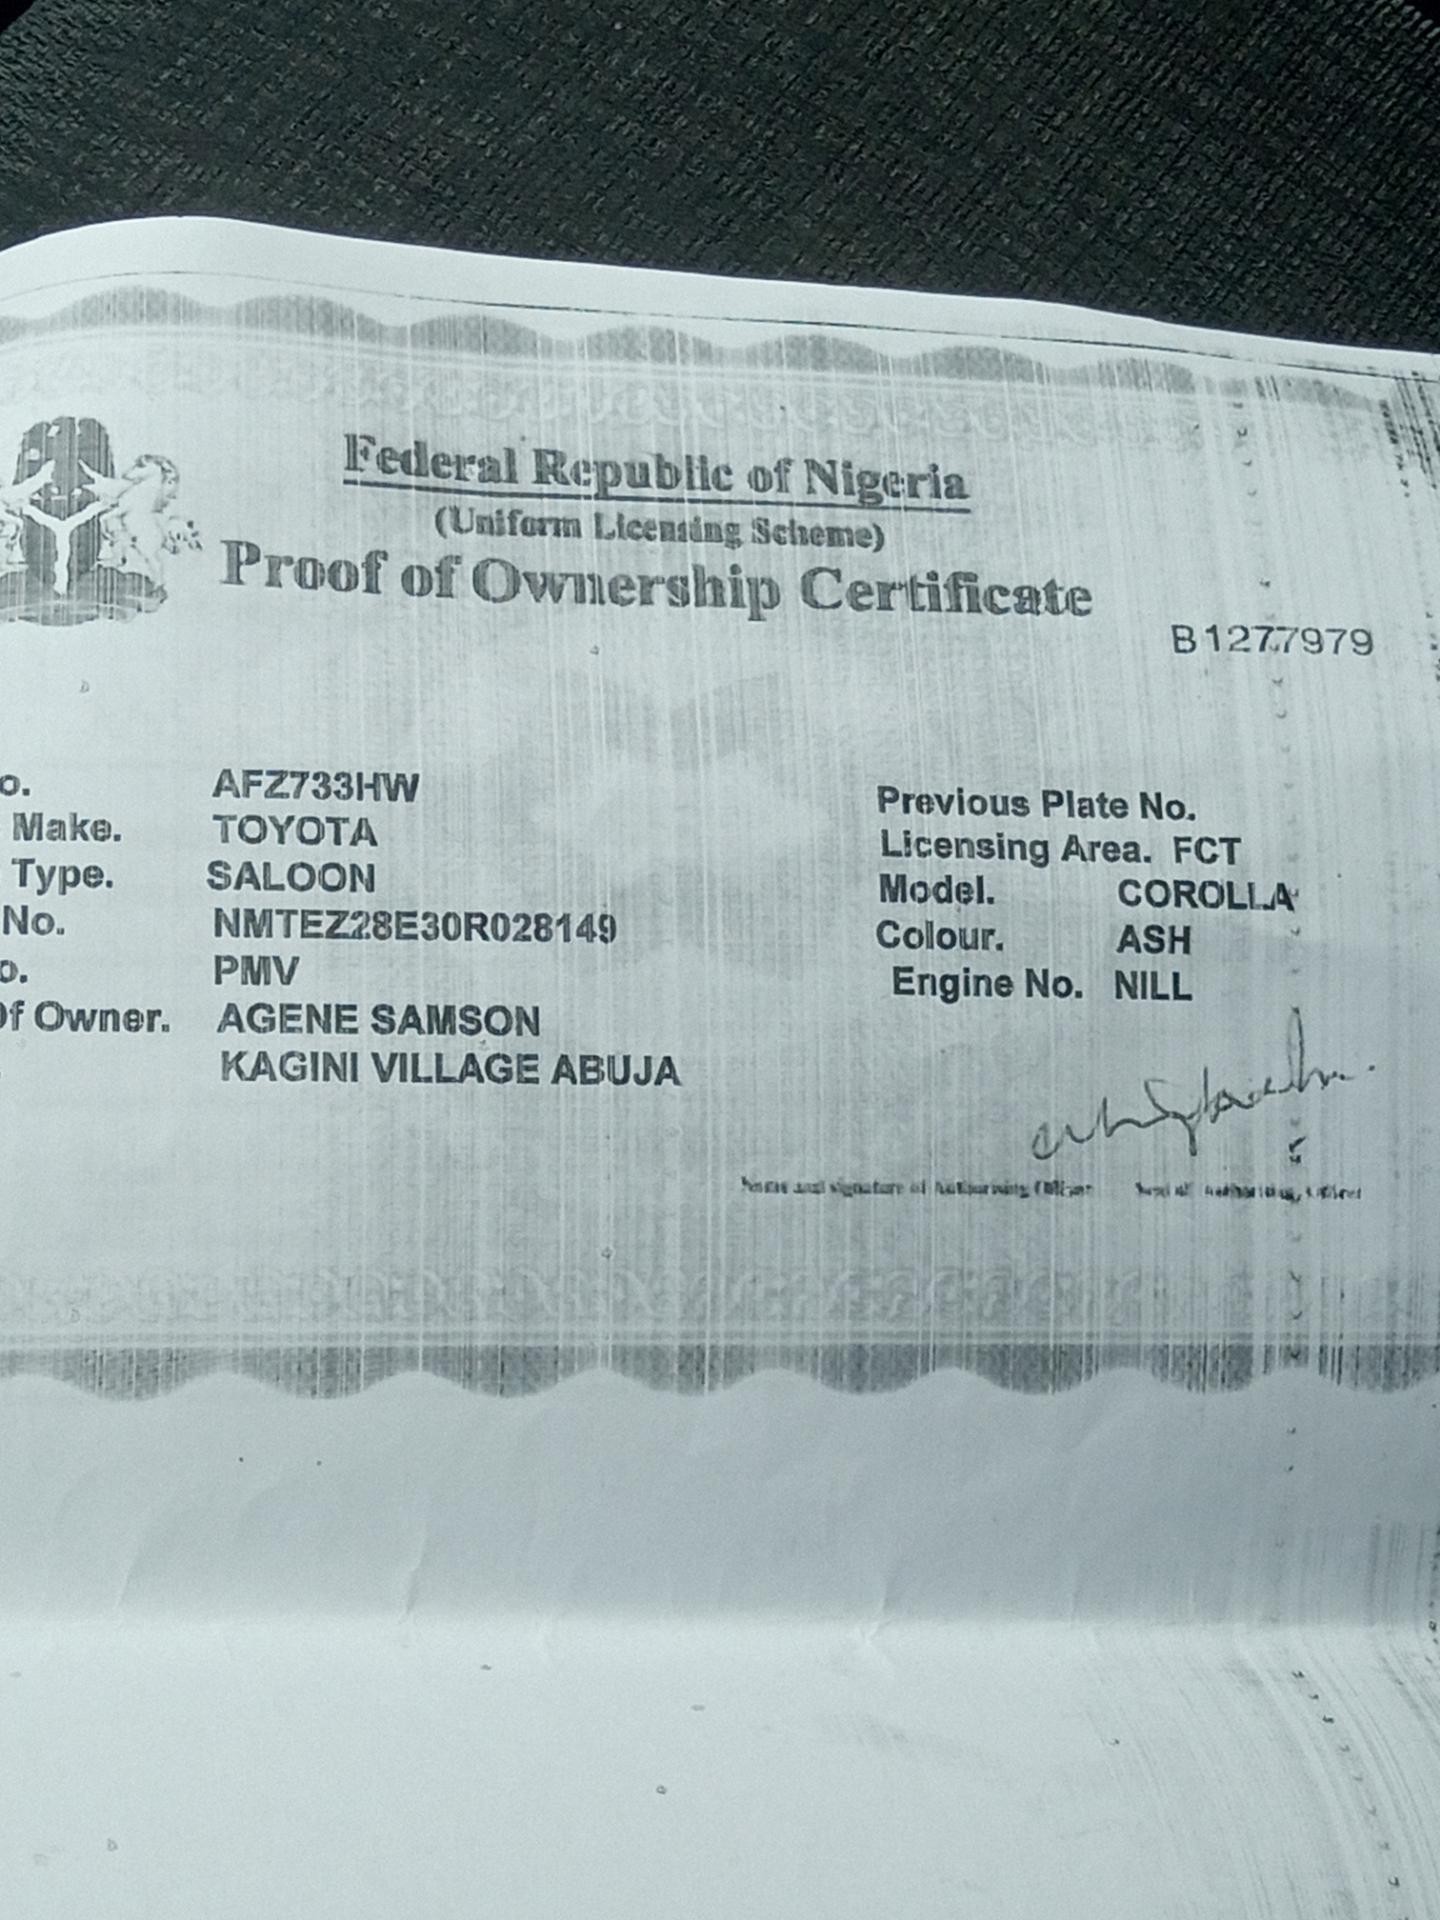 Federal Republic of Nigeria
(Uniform Licensing Scheme)
Proof of Ownership Certificate
B1277979
o. AFZ733HW Previous Plate No.
Make. TOYOTA Licensing Area. FCT
Type. SALOON Model. COROLLA
No. NMTEZ28E30R028149 Colour. ASH
o. PMV Engine No. NILL
Of Owner. AGENE SAMSON
KAGINI VILLAGE ABUJA
Name and signature of Authorising Officer Seal of Authorising Officer